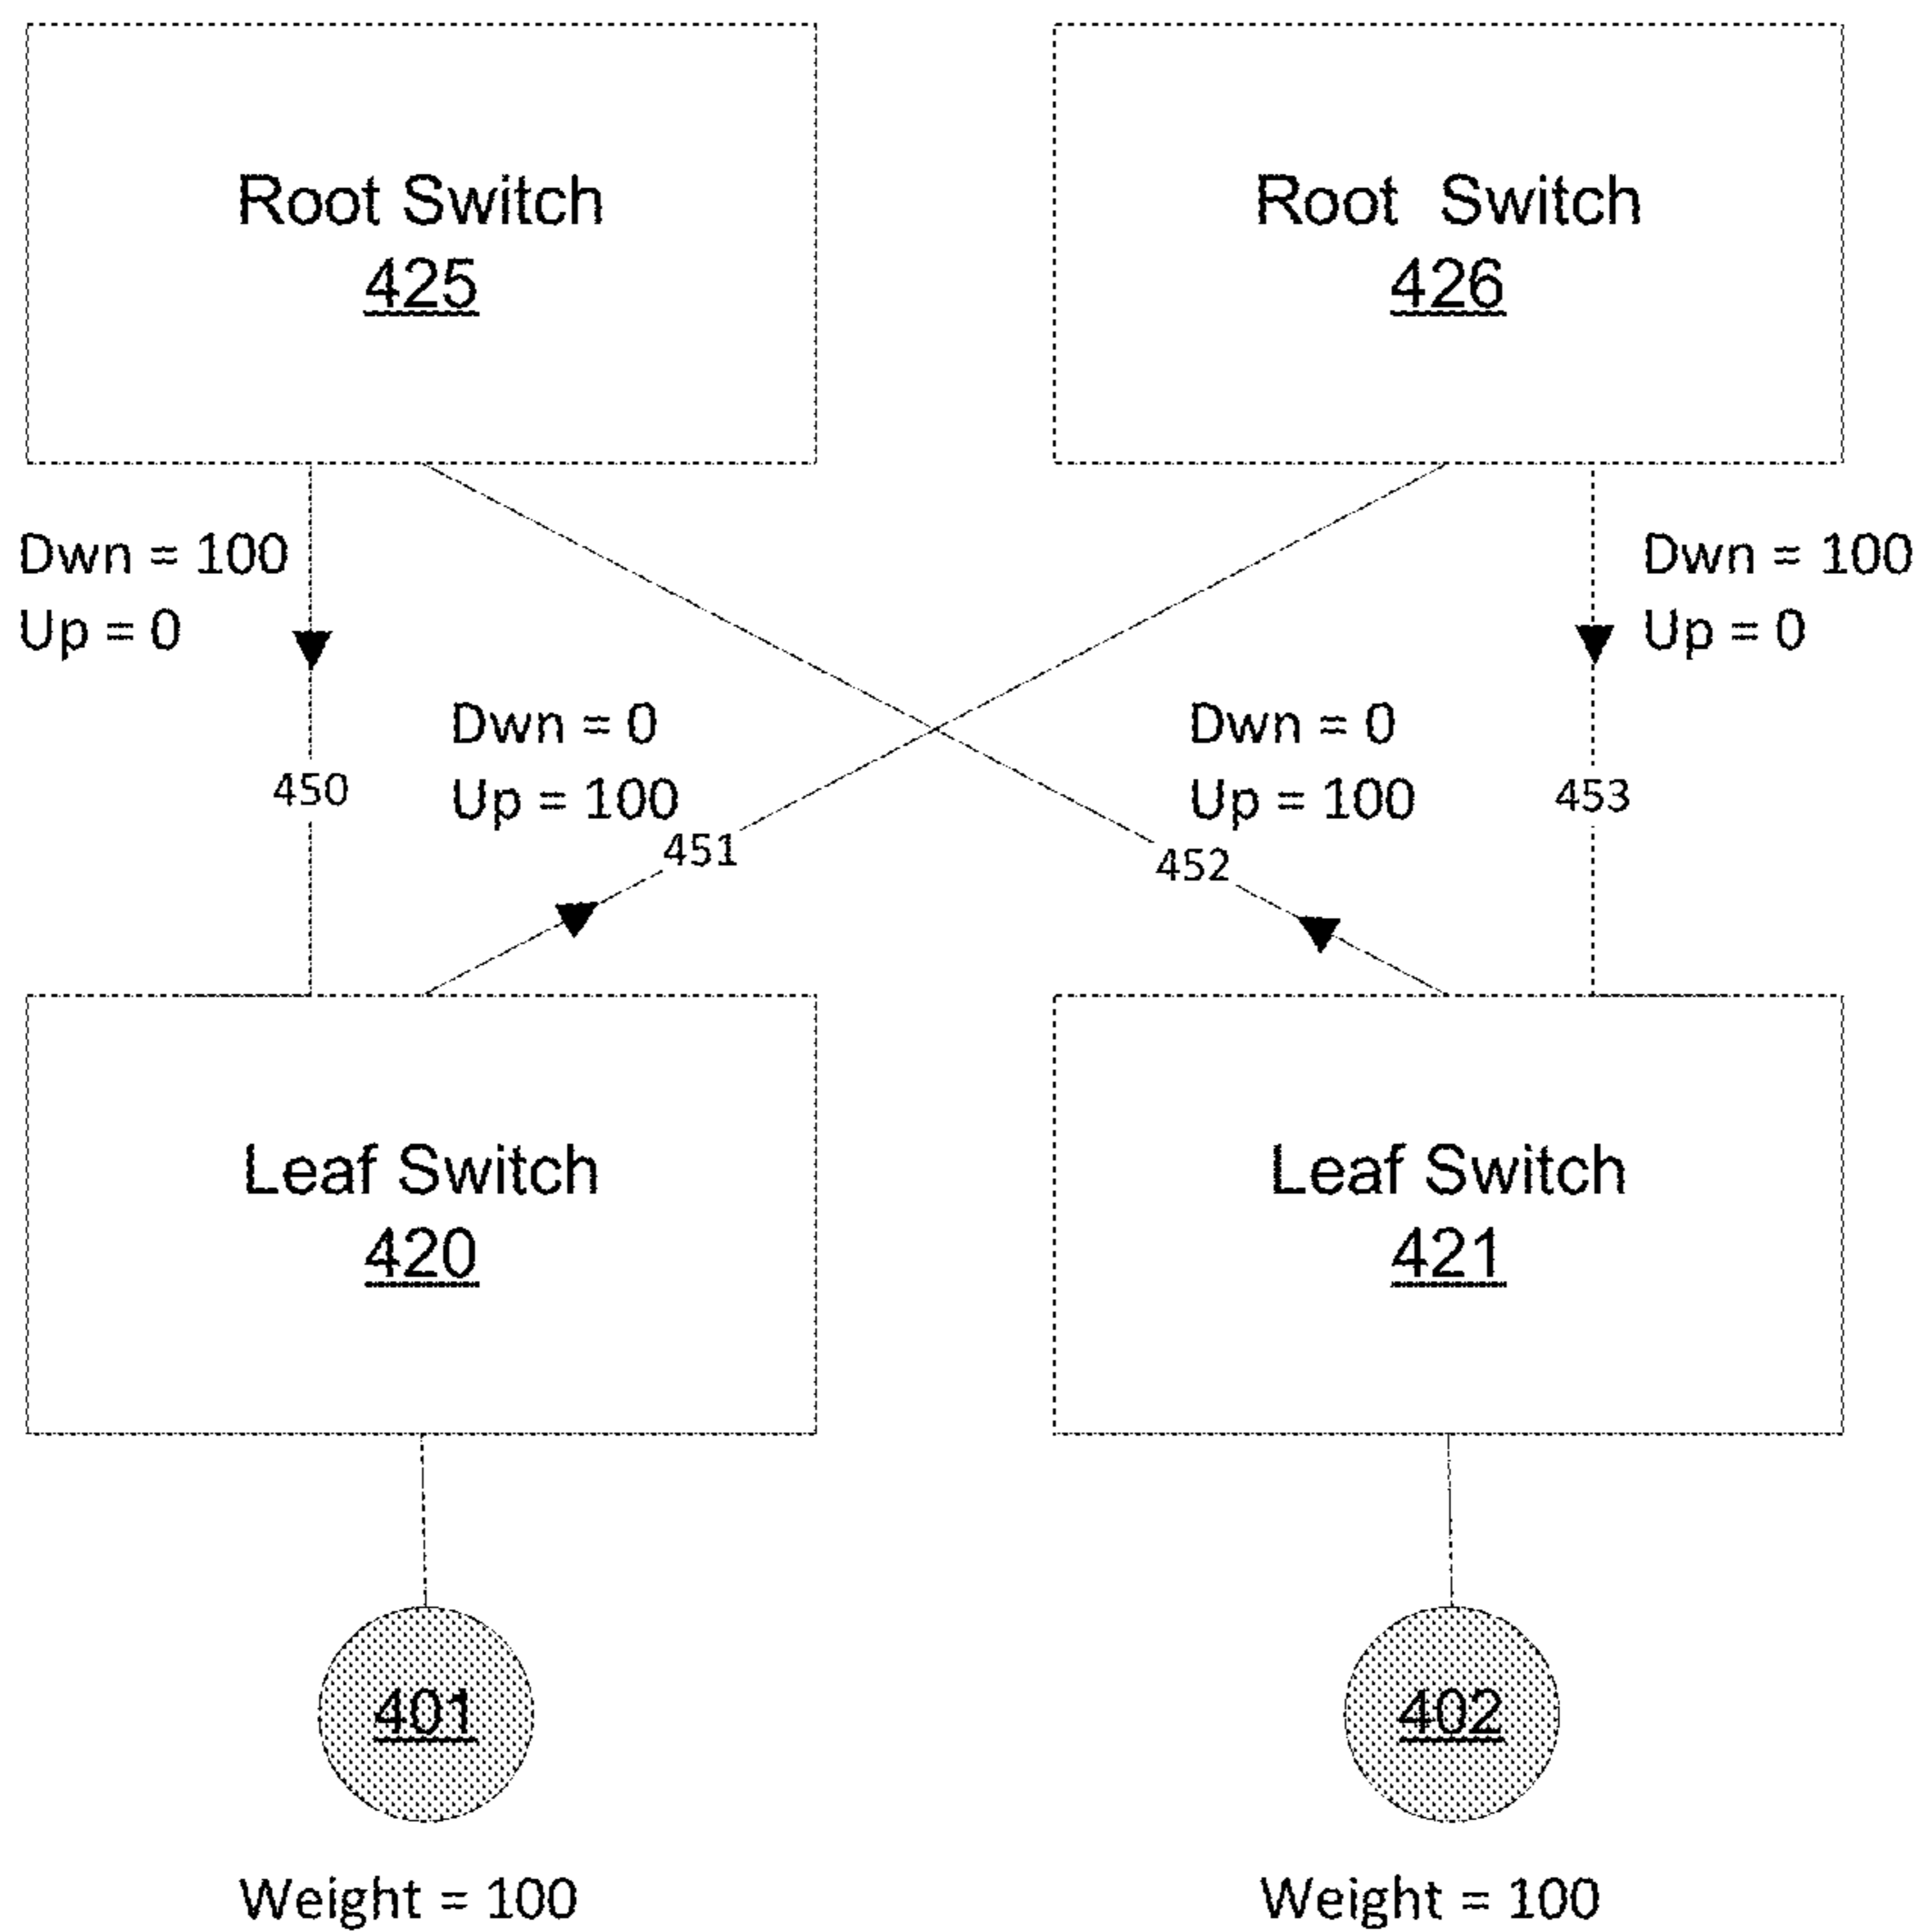 Root Switch
425
Root Switch
426
Dwn = 100
Up = 0
Dwn = 100
Up = 0
Dwn = 0
Up = 100
Dwn = 0
Up = 100
450
451
452
453
Leaf Switch
420
Leaf Switch
421
401
402
Weight = 100
Weight = 100